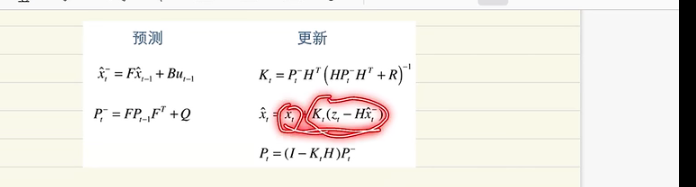 预测
更新
x̂ₜ⁻ = Fx̂ₜ₋₁ + Buₜ₋₁
Kₜ = Pₜ⁻Hᵀ(HPₜ⁻Hᵀ + R)⁻¹
Pₜ⁻ = FPₜ₋₁Fᵀ + Q
x̂ₜ = x̂ₜ⁻ + Kₜ(zₜ − Hx̂ₜ⁻)
Pₜ = (I − KₜH)Pₜ⁻